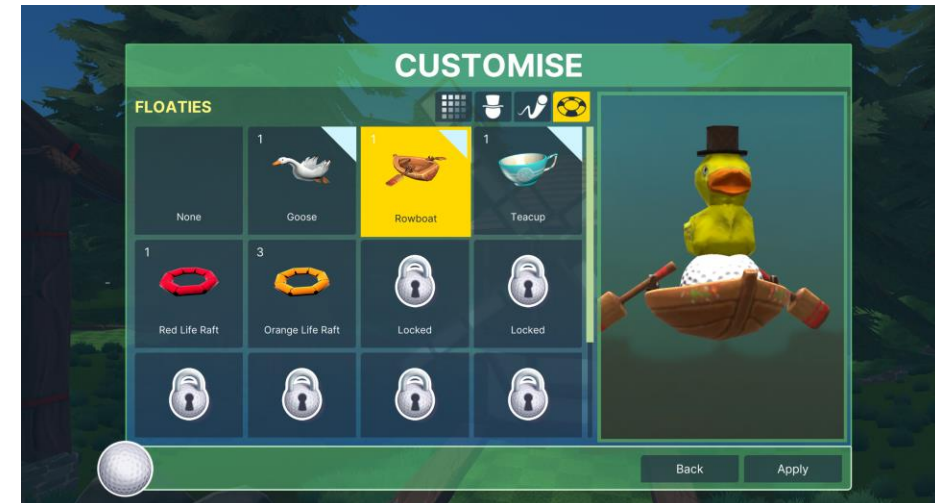 CUSTOMISE
FLOATIES
1 1 1
None Goose Rowboat Teacup
1 3
Red Life Raft Orange Life Raft Locked Locked
Back Apply